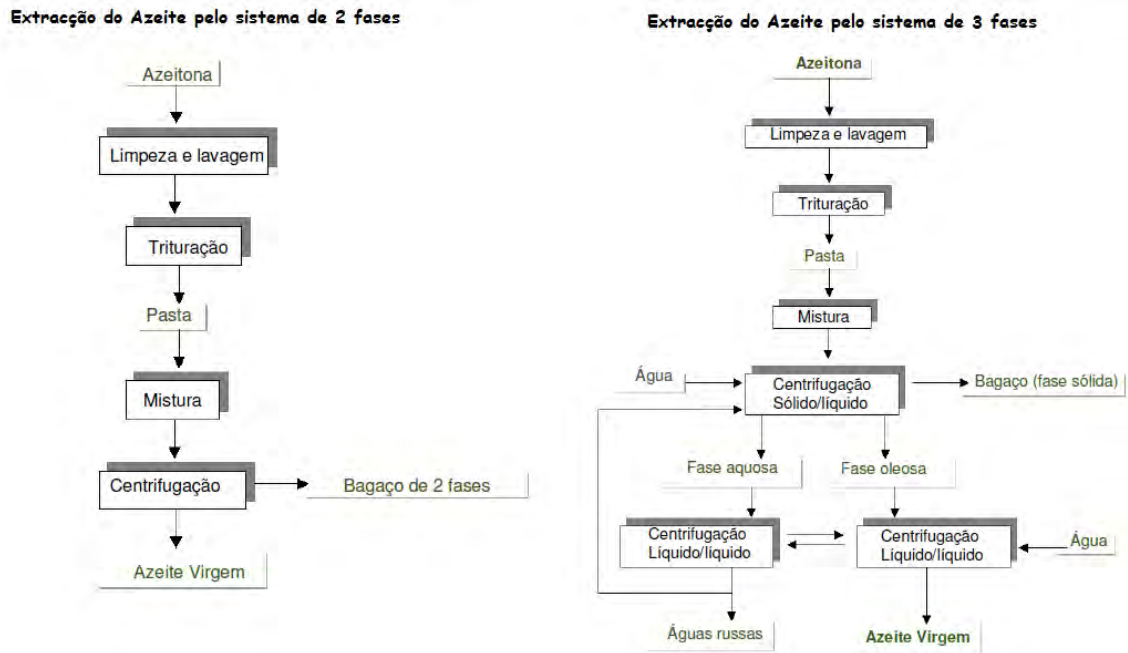 Extracção do Azeite pelo sistema de 2 fases
Azeitona
Limpeza e lavagem
Trituração
Pasta
Mistura
Centrifugação
Bagaço de 2 fases
Azeite Virgem
Extracção do Azeite pelo sistema de 3 fases
Azeitona
Limpeza e lavagem
Trituração
Pasta
Mistura
Água
Centrifugação
Sólido/líquido
Bagaço (fase sólida)
Fase aquosa
Fase oleosa
Centrifugação
Líquido/líquido
Centrifugação
Líquido/líquido
Água
Águas russas
Azeite Virgem